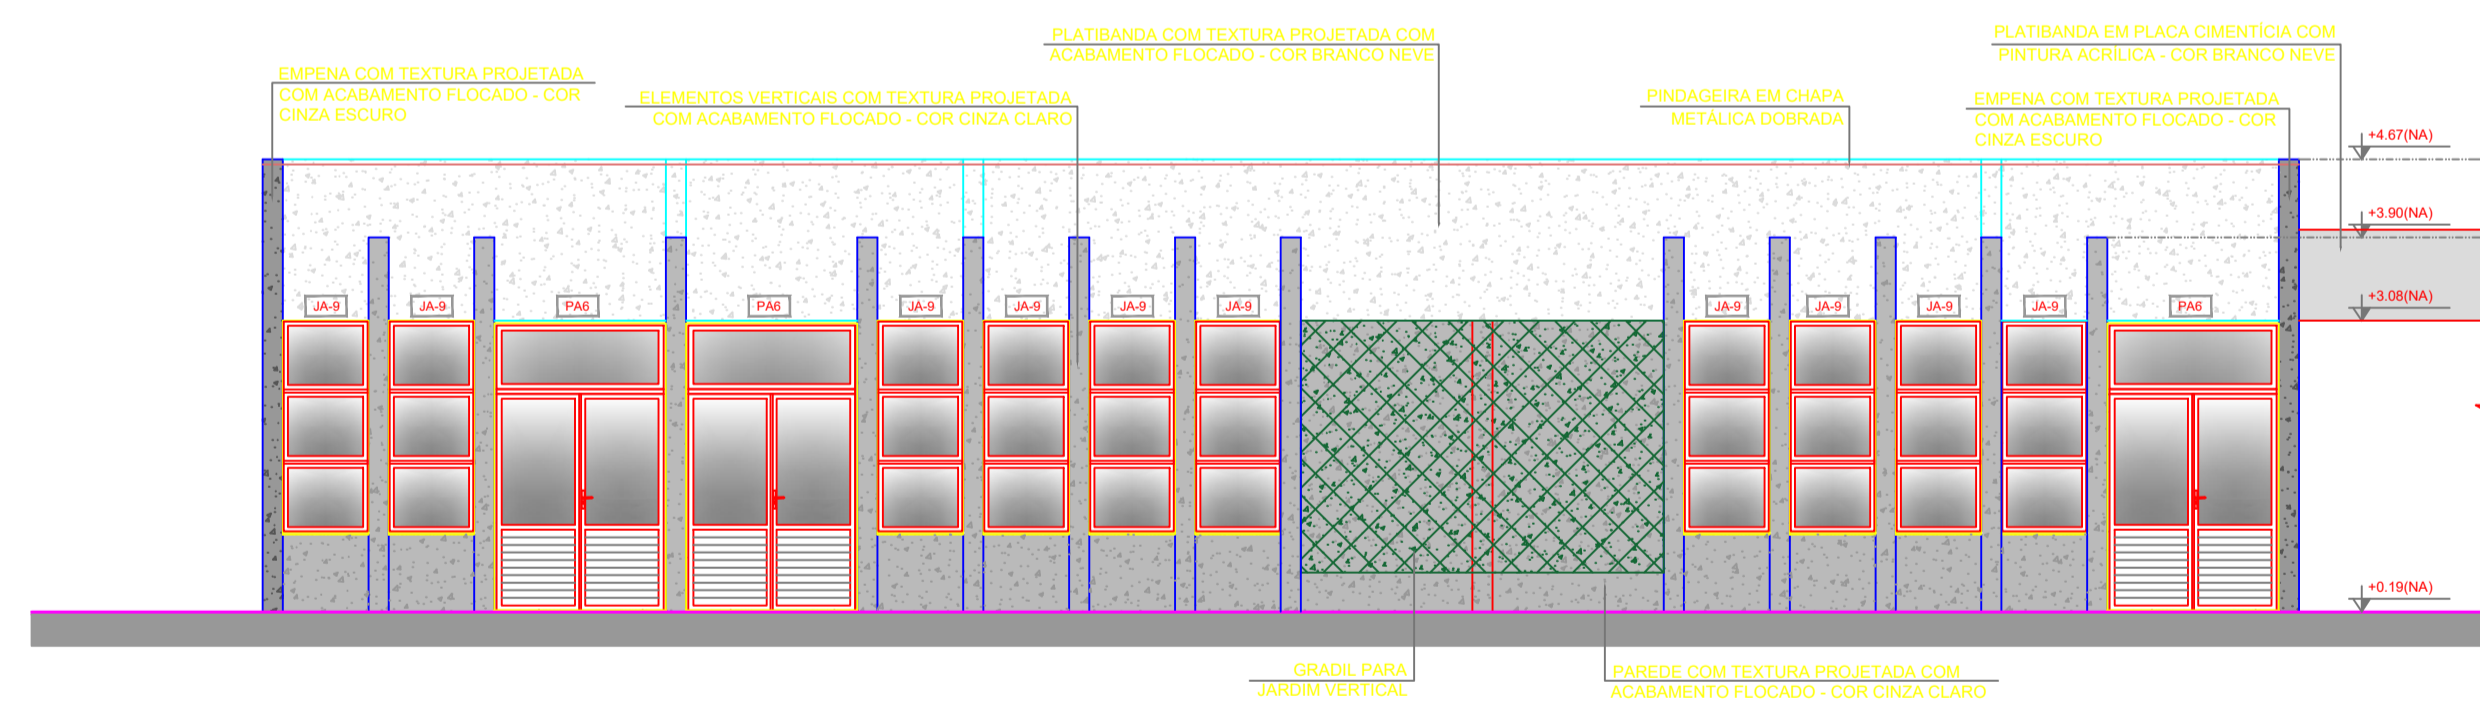 PLATIBANDA COM TEXTURA PROJETADA COM
ACABAMENTO FLOCADO - COR BRANCO NEVE
PLATIBANDA EM PLACA CIMENTÍCIA COM
PINTURA ACRÍLICA - COR BRANCO NEVE
EMPENA COM TEXTURA PROJETADA
COM ACABAMENTO FLOCADO - COR
CINZA ESCURO
ELEMENTOS VERTICAIS COM TEXTURA PROJETADA
COM ACABAMENTO FLOCADO - COR CINZA CLARO
PINDAGEIRA EM CHAPA
METÁLICA DOBRADA
EMPENA COM TEXTURA PROJETADA
COM ACABAMENTO FLOCADO - COR
CINZA ESCURO
+4.67(NA)
+3.90(NA)
+3.08(NA)
JA-9
JA-9
PA6
PA6
JA-9
JA-9
JA-9
JA-9
JA-9
JA-9
JA-9
JA-9
PA6
+0.19(NA)
GRADIL PARA
JARDIM VERTICAL
PAREDE COM TEXTURA PROJETADA COM
ACABAMENTO FLOCADO - COR CINZA CLARO